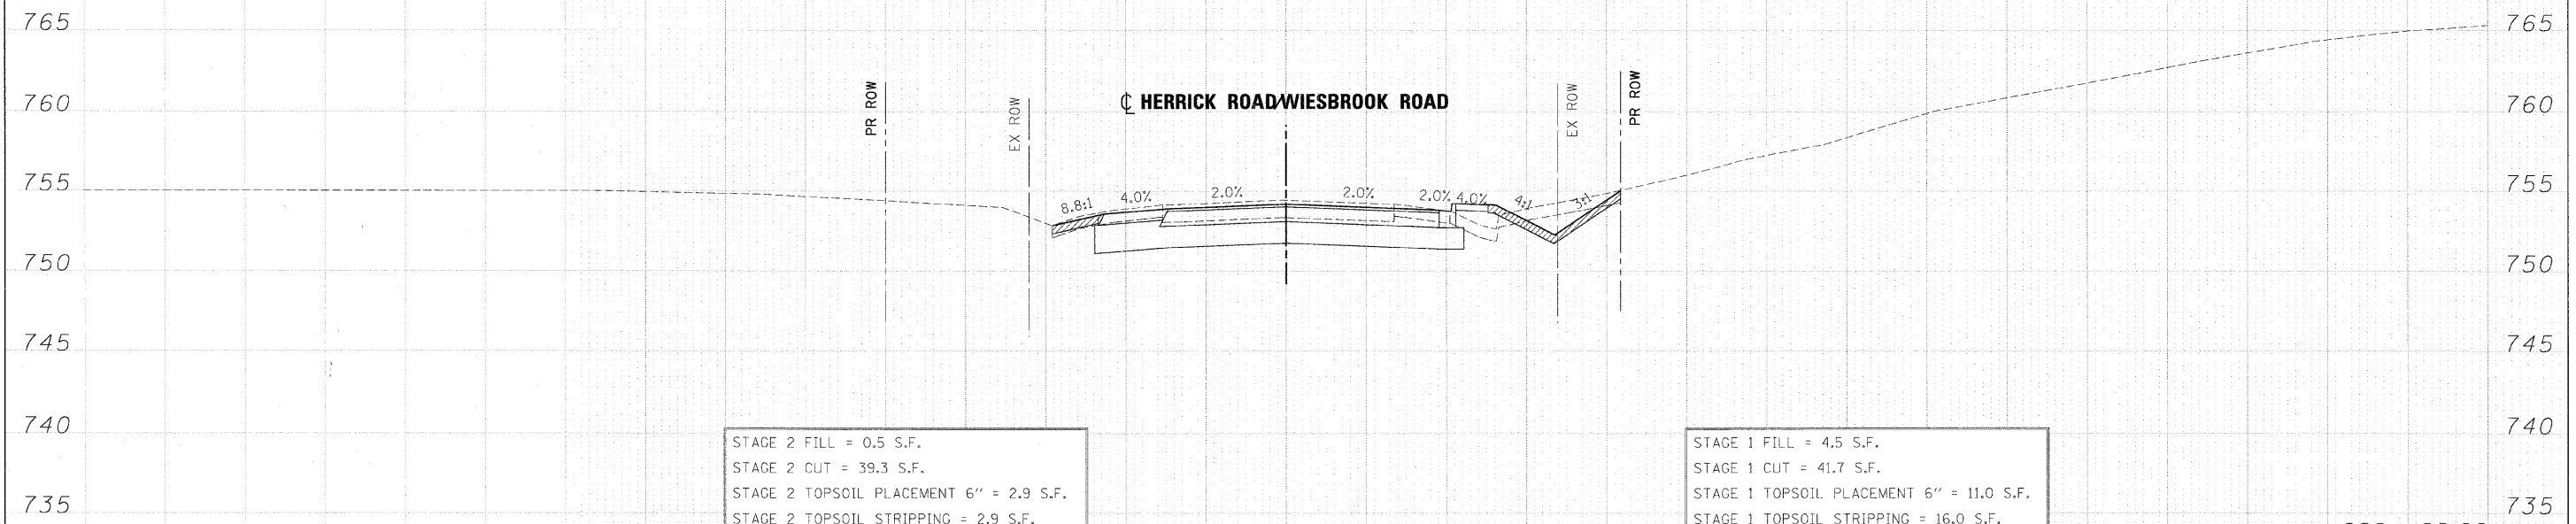 765
765
760
760
755
755
750
750
745
745
740
740
735
735
PR ROW
EX ROW
℄ HERRICK ROAD/WIESBROOK ROAD
EX ROW
PR ROW
8.8:1
4.0%
2.0%
2.0%
2.0%
4.0%
4:1
3:1
STAGE 2 FILL = 0.5 S.F.
STAGE 2 CUT = 39.3 S.F.
STAGE 2 TOPSOIL PLACEMENT 6" = 2.9 S.F.
STAGE 2 TOPSOIL STRIPPING = 2.9 S.F.
STAGE 1 FILL = 4.5 S.F.
STAGE 1 CUT = 41.7 S.F.
STAGE 1 TOPSOIL PLACEMENT 6" = 11.0 S.F.
STAGE 1 TOPSOIL STRIPPING = 16.0 S.F.